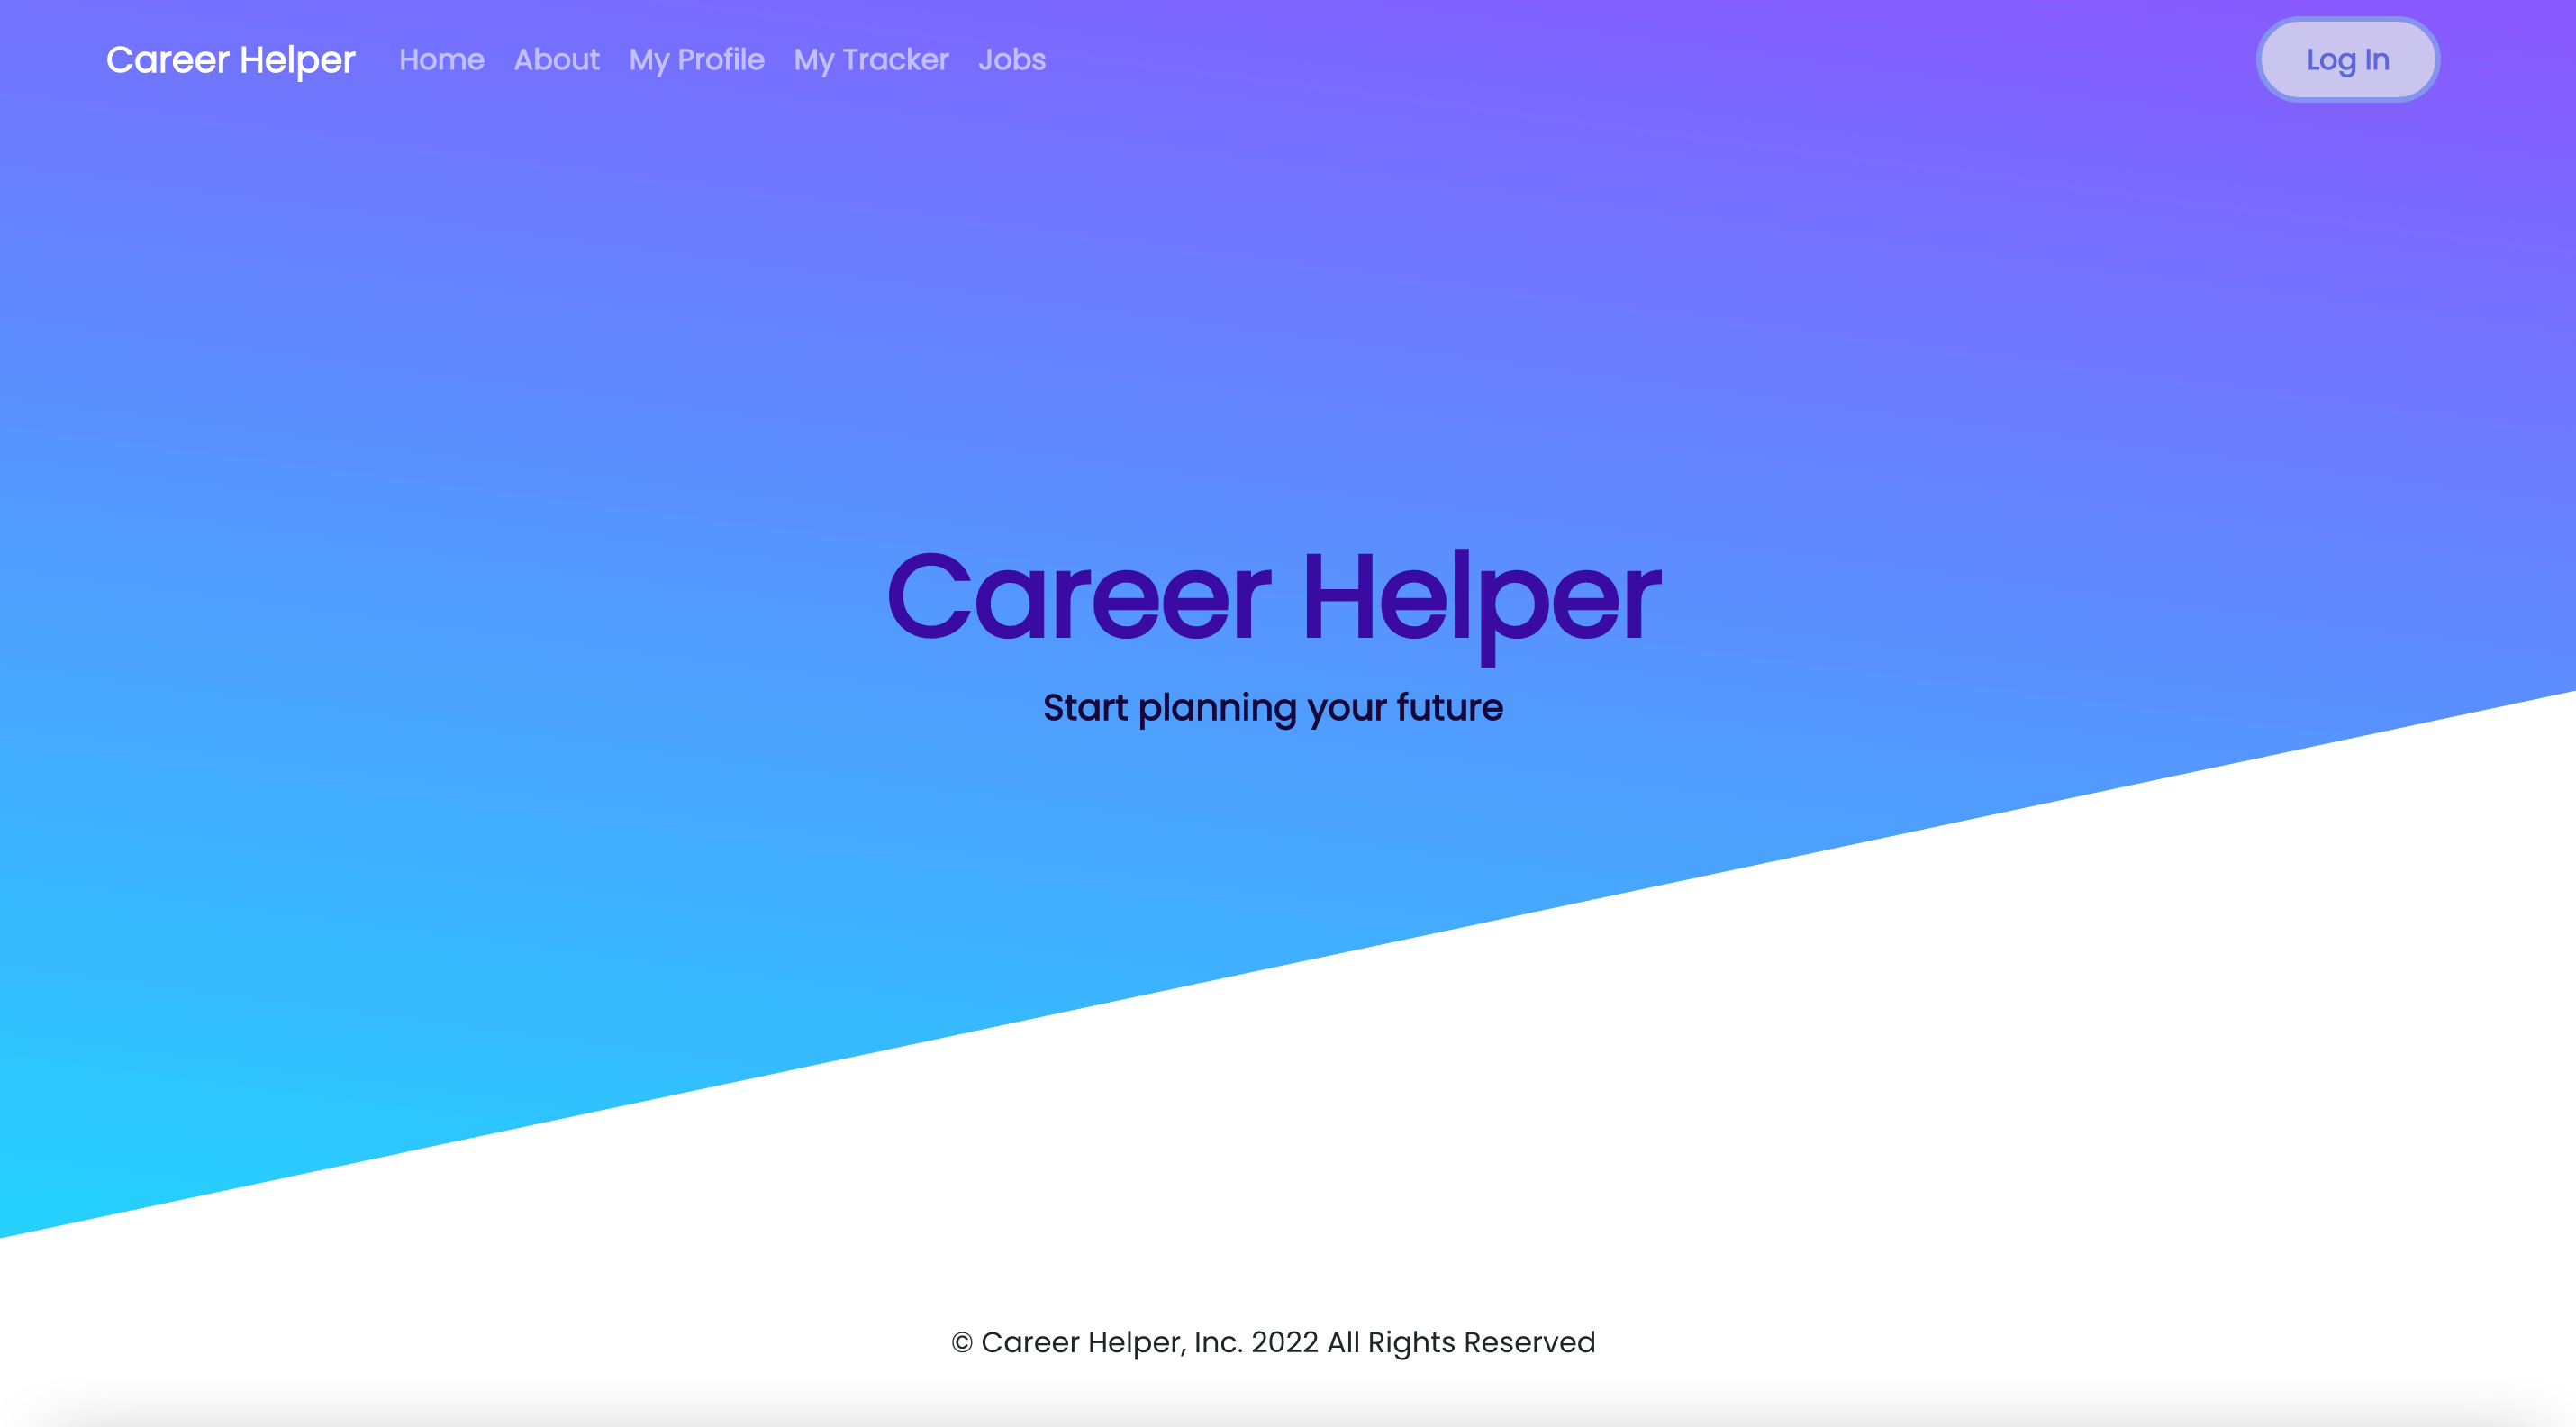 Career Helper Home About My Profile My Tracker Jobs Log In
Career Helper
Start planning your future
© Career Helper, Inc. 2022 All Rights Reserved